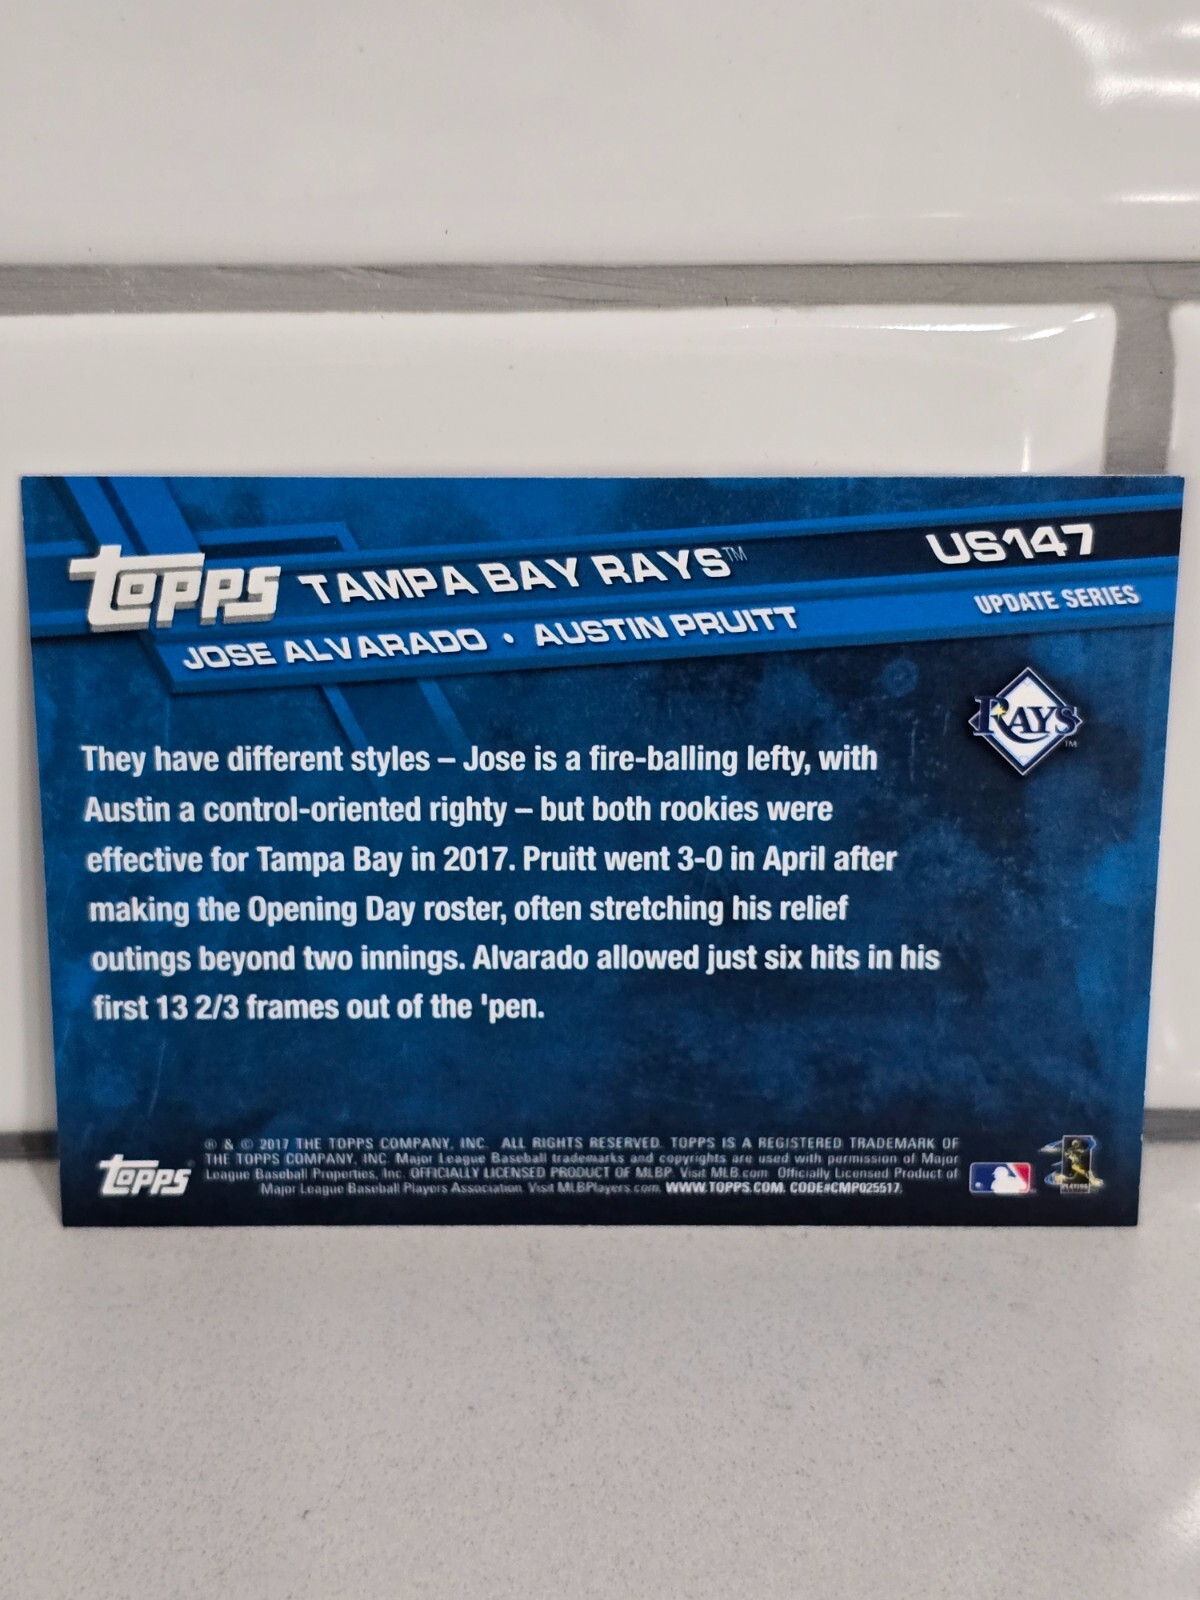 topps TAMPA BAY RAYS™ US147
JOSE ALVARADO • AUSTIN PRUITT UPDATE SERIES
RAYS TM
They have different styles – Jose is a fire-balling lefty, with
Austin a control-oriented righty – but both rookies were
effective for Tampa Bay in 2017. Pruitt went 3-0 in April after
making the Opening Day roster, often stretching his relief
outings beyond two innings. Alvarado allowed just six hits in his
first 13 2/3 frames out of the 'pen.
® & © 2017 THE TOPPS COMPANY, INC. ALL RIGHTS RESERVED. TOPPS IS A REGISTERED TRADEMARK OF
THE TOPPS COMPANY, INC. Major League Baseball trademarks and copyrights are used with permission of Major
League Baseball Properties, Inc. OFFICIALLY LICENSED PRODUCT OF MLBP. Visit MLB.com. Officially Licensed Product of
Major League Baseball Players Association. Visit MLBPlayers.com. WWW.TOPPS.COM. CODE#CMP025517.
topps®